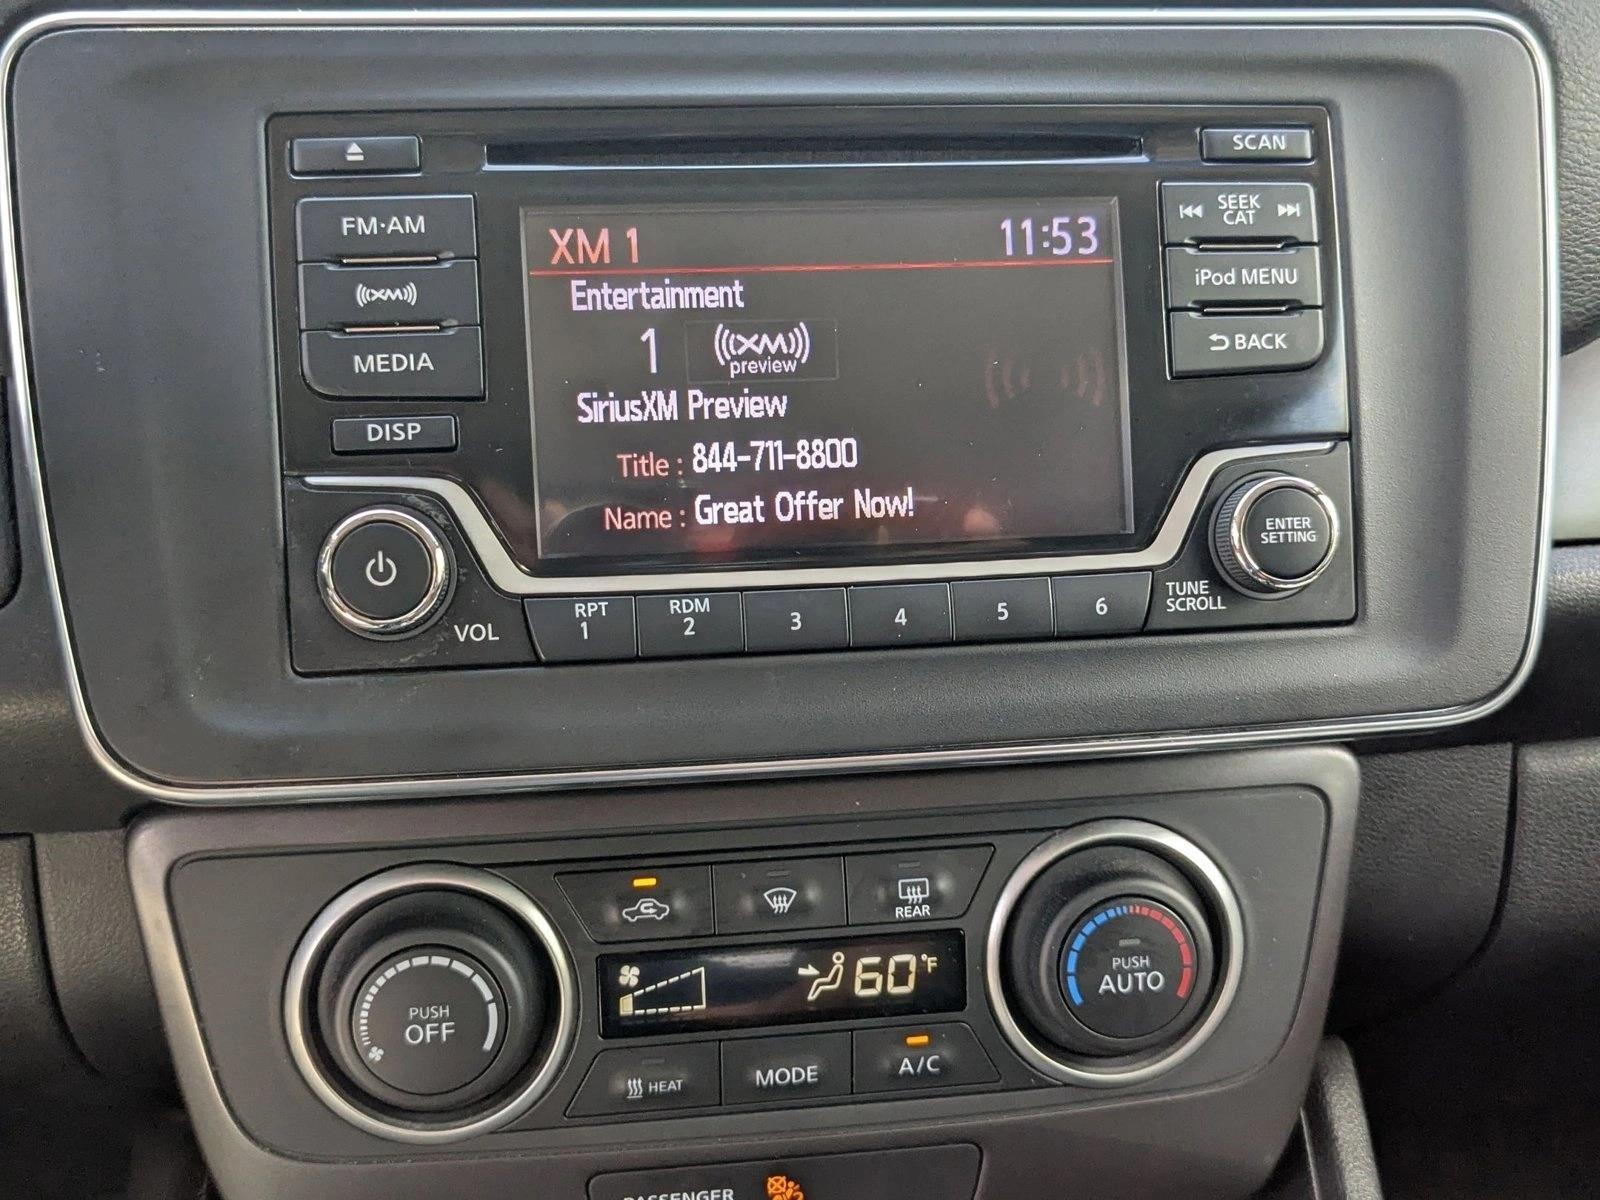 SCAN
FM·AM
XM
MEDIA
DISP
VOL
XM 1 11:53
Entertainment
1 XM
preview
SiriusXM Preview
Title : 844-711-8800
Name : Great Offer Now!
SEEK
CAT
iPod MENU
BACK
ENTER
SETTING
TUNE
SCROLL
RPT
1
RDM
2
3
4
5
6
REAR
60°F
PUSH
OFF
PUSH
AUTO
HEAT
MODE
A/C
PASSENGER